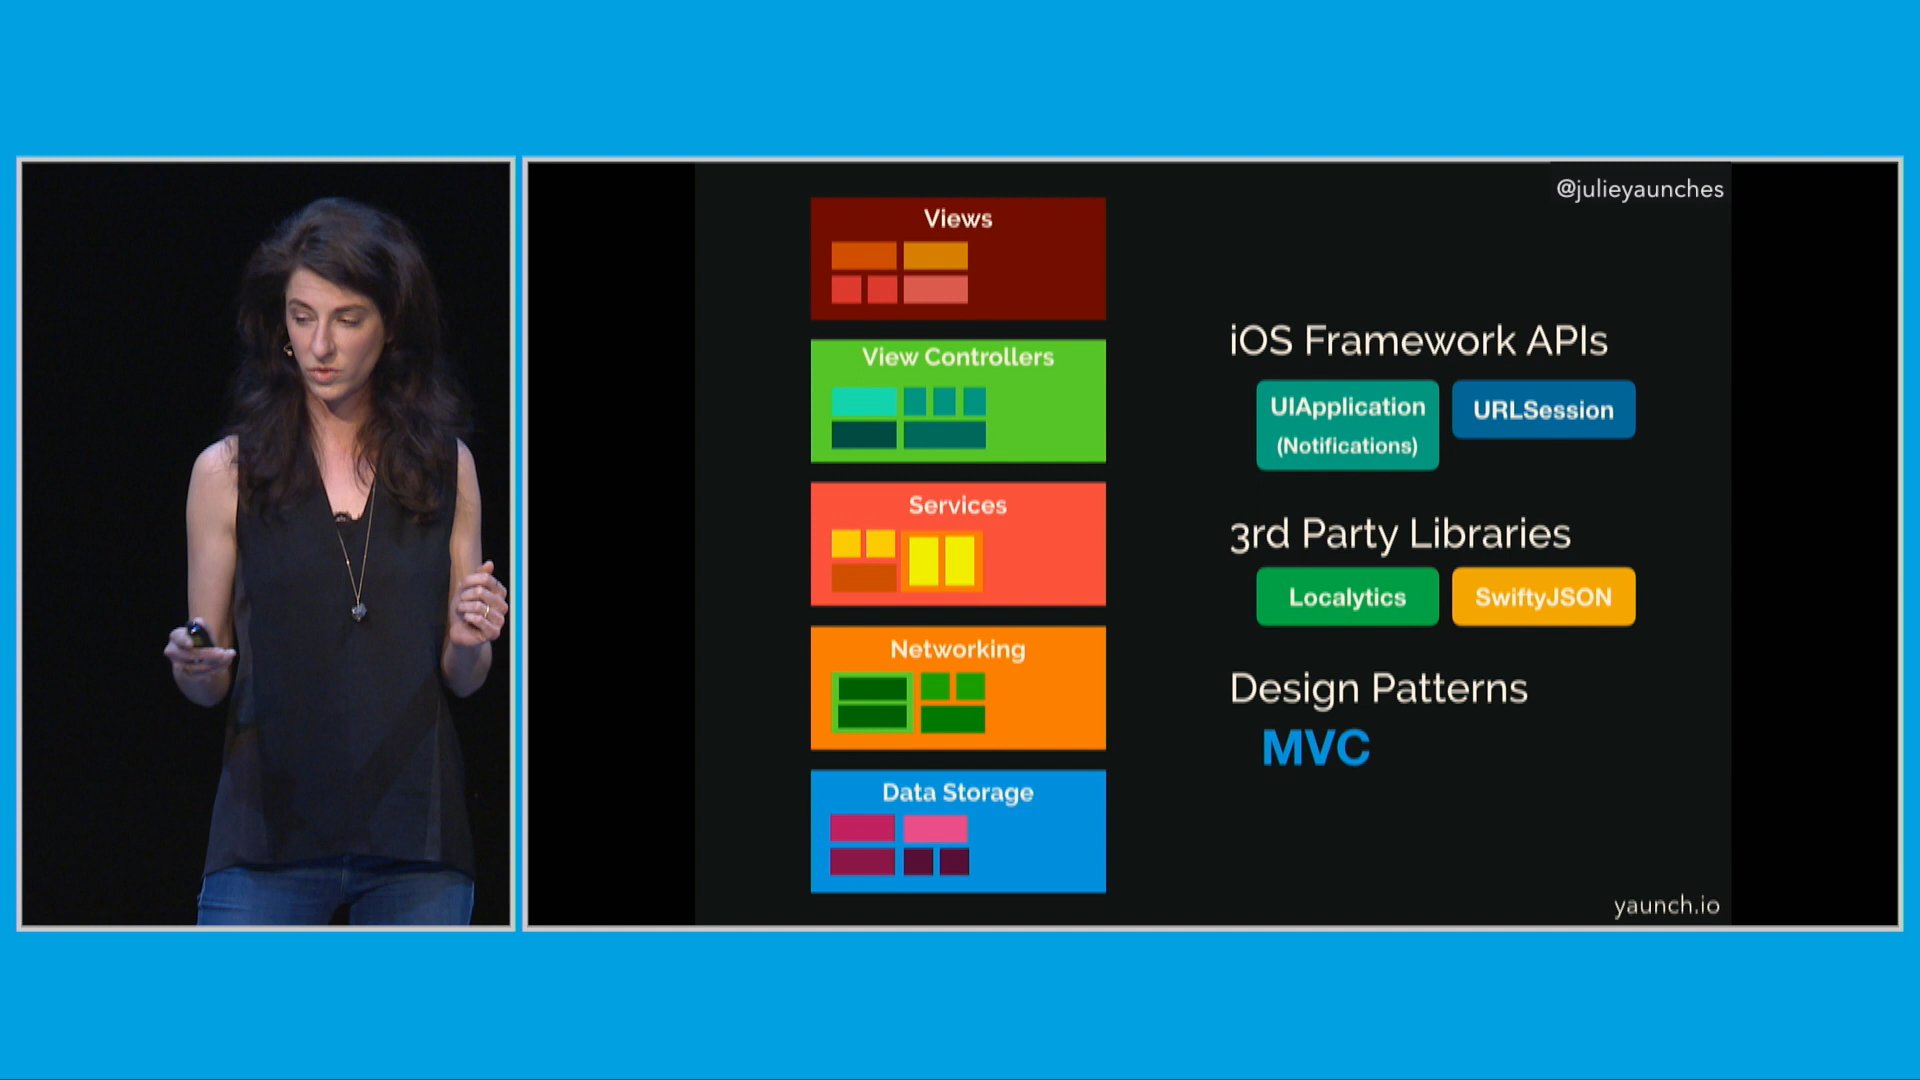 @julieyaunches
Views
View Controllers
Services
Networking
Data Storage
iOS Framework APIs
UIApplication
(Notifications)
URLSession
3rd Party Libraries
Localytics
SwiftyJSON
Design Patterns
MVC
yaunch.io